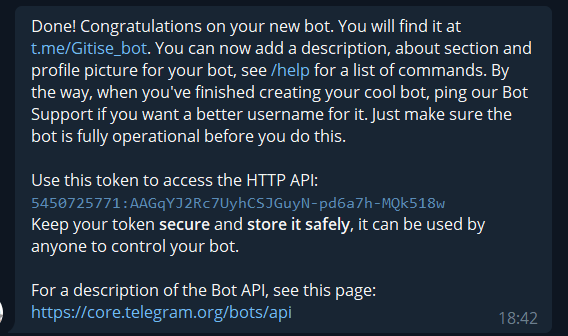 Done! Congratulations on your new bot. You will find it at
t.me/Gitise_bot. You can now add a description, about section and
profile picture for your bot, see /help for a list of commands. By
the way, when you've finished creating your cool bot, ping our Bot
Support if you want a better username for it. Just make sure the
bot is fully operational before you do this.
Use this token to access the HTTP API:
5450725771:AAGqYJ2Rc7UyhCSJGuyN-pd6a7h-MQk518w
Keep your token secure and store it safely, it can be used by
anyone to control your bot.
For a description of the Bot API, see this page:
https://core.telegram.org/bots/api
18:42